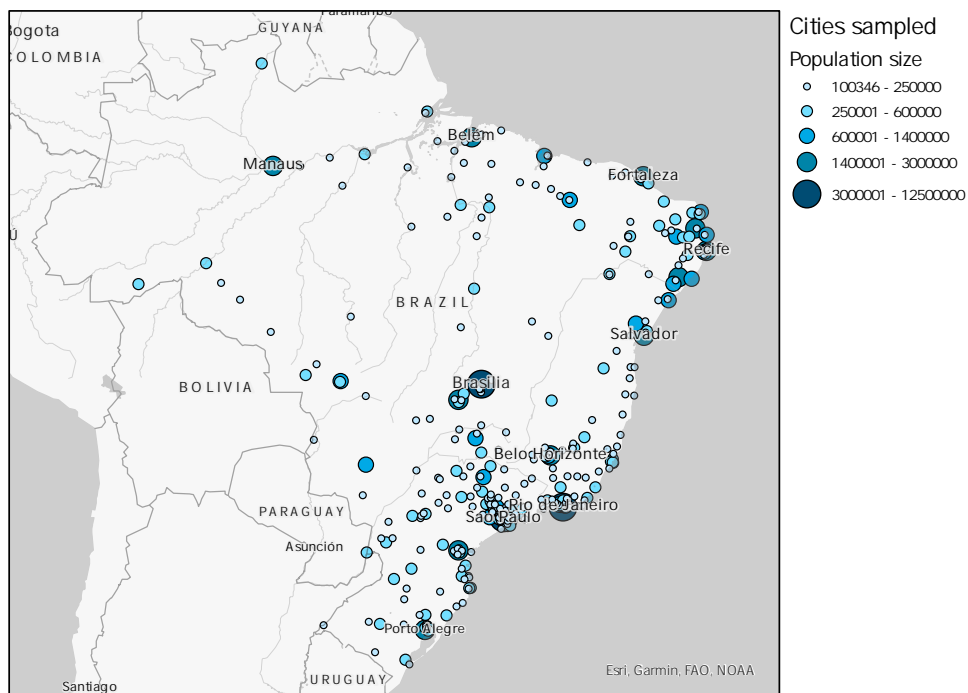 Paramaribo
Bogota
GUYANA
COLOMBIA
Belém
Manaus
Fortaleza
Ú
Recife
BRAZIL
Salvador
BOLIVIA
Brasília
Belo Horizonte
Rio de Janeiro
São Paulo
PARAGUAY
Asunción
Porto Alegre
URUGUAY
Santiago
Esri, Garmin, FAO, NOAA
Cities sampled
Population size
100346 - 250000
250001 - 600000
600001 - 1400000
1400001 - 3000000
3000001 - 12500000